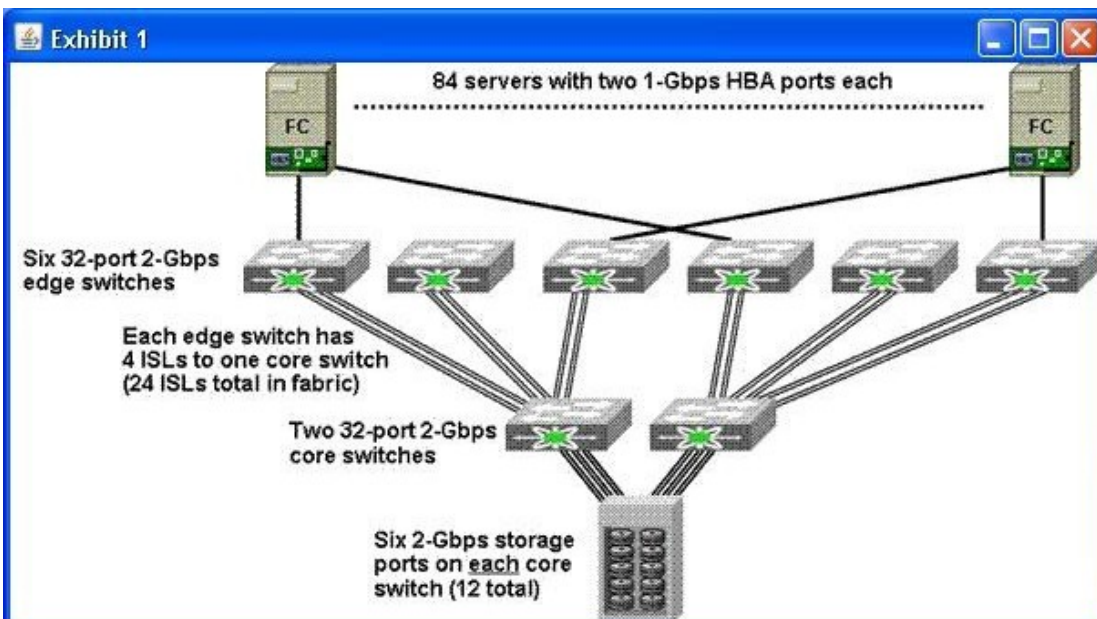 Exhibit 1
84 servers with two 1-Gbps HBA ports each
FC
FC
Six 32-port 2-Gbps
edge switches
Each edge switch has
4 ISLs to one core switch
(24 ISLs total in fabric)
Two 32-port 2-Gbps
core switches
Six 2-Gbps storage
ports on each core
switch (12 total)